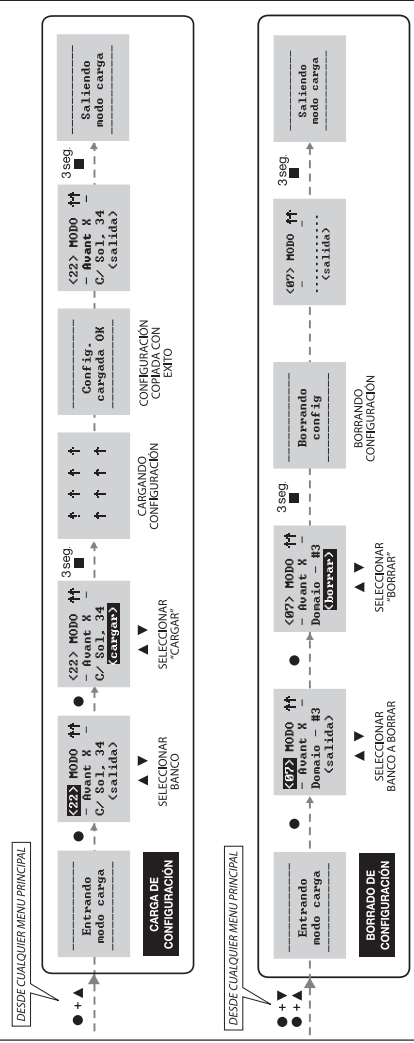 DESDE CUALQUIER MENU PRINCIPAL
● + ▲
Entrando
modo carga
CARGA DE
CONFIGURACIÓN
●
<22> MODO
- Avant X -
C/ Sol, 34
<salida>
▲ ▼
SELECCIONAR
BANCO
●
<22> MODO
- Avant X -
C/ Sol, 34
<cargar>
▲ ▼
SELECCIONAR
"CARGAR"
3seg.
CARGANDO
CONFIGURACIÓN
Config.
cargada OK
CONFIGURACIÓN
COPIADA CON
EXITO
<22> MODO
- Avant X -
C/ Sol, 34
<salida>
3seg.
Saliendo
modo carga
DESDE CUALQUIER MENU PRINCIPAL
● + ▼
● + ▲
Entrando
modo carga
BORRADO DE
CONFIGURACIÓN
●
<07> MODO
- Avant X -
Domaio - #3
<salida>
▲ ▼
SELECCIONAR
BANCO A BORRAR
●
<07> MODO
- Avant X -
Domaio - #3
<borrar>
▲ ▼
SELECCIONAR
"BORRAR"
3seg.
Borrando
config
BORRANDO
CONFIGURACIÓN
<07> MODO
- -
............
<salida>
3seg.
Saliendo
modo carga